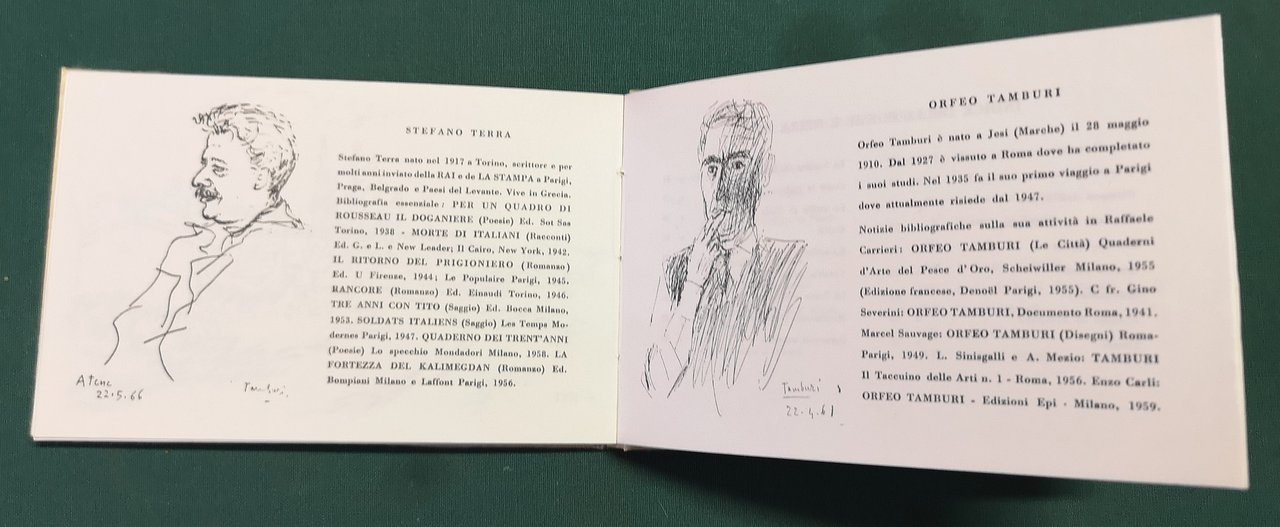 STEFANO TERRA
Stefano Terra nato nel 1917 a Torino, scrittore e per
molti anni inviato della RAI e de LA STAMPA a Parigi,
Praga, Belgrado e Paesi del Levante. Vive in Grecia.
Bibliografia essenziale: PER UN QUADRO DI
ROUSSEAU IL DOGANIERE (Poesie) Ed. Sot Sas
Torino, 1938 - MORTE DI ITALIANI (Racconti)
Ed. G. e L. e New Leader; Il Cairo, New York, 1942.
IL RITORNO DEL PRIGIONIERO (Romanzo)
Ed. U Firenze, 1944; Le Populaire Parigi, 1945.
RANCORE (Romanzo) Ed. Einaudi Torino, 1946.
TRE ANNI CON TITO (Saggio) Ed. Bocca Milano,
1953. SOLDATS ITALIENS (Saggio) Les Temps Mo-
dernes Parigi, 1947. QUADERNO DEI TRENT'ANNI
(Poesie) Lo specchio Mondadori Milano, 1958. LA
FORTEZZA DEL KALIMEGDAN (Romanzo) Ed.
Bompiani Milano e Laffont Parigi, 1956.
Atene
22.5.66
Tamburi
ORFEO TAMBURI
Orfeo Tamburi è nato a Jesi (Marche) il 28 maggio
1910. Dal 1927 è vissuto a Roma dove ha completato
i suoi studi. Nel 1935 fa il suo primo viaggio a Parigi
dove attualmente risiede dal 1947.
Notizie bibliografiche sulla sua attività in Raffaele
Carrieri: ORFEO TAMBURI (Le Città) Quaderni
d'Arte del Pesce d'Oro, Scheiwiller Milano, 1955
(Edizione francese, Denoël Parigi, 1955). C fr. Gino
Severini: ORFEO TAMBURI, Documento Roma, 1941.
Marcel Sauvage: ORFEO TAMBURI (Disegni) Roma-
Parigi, 1949. L. Sinisgalli e A. Mezio: TAMBURI
Il Taccuino delle Arti n. 1 - Roma, 1956. Enzo Carli:
ORFEO TAMBURI - Edizioni Epi - Milano, 1959.
Tamburi
22.4.61